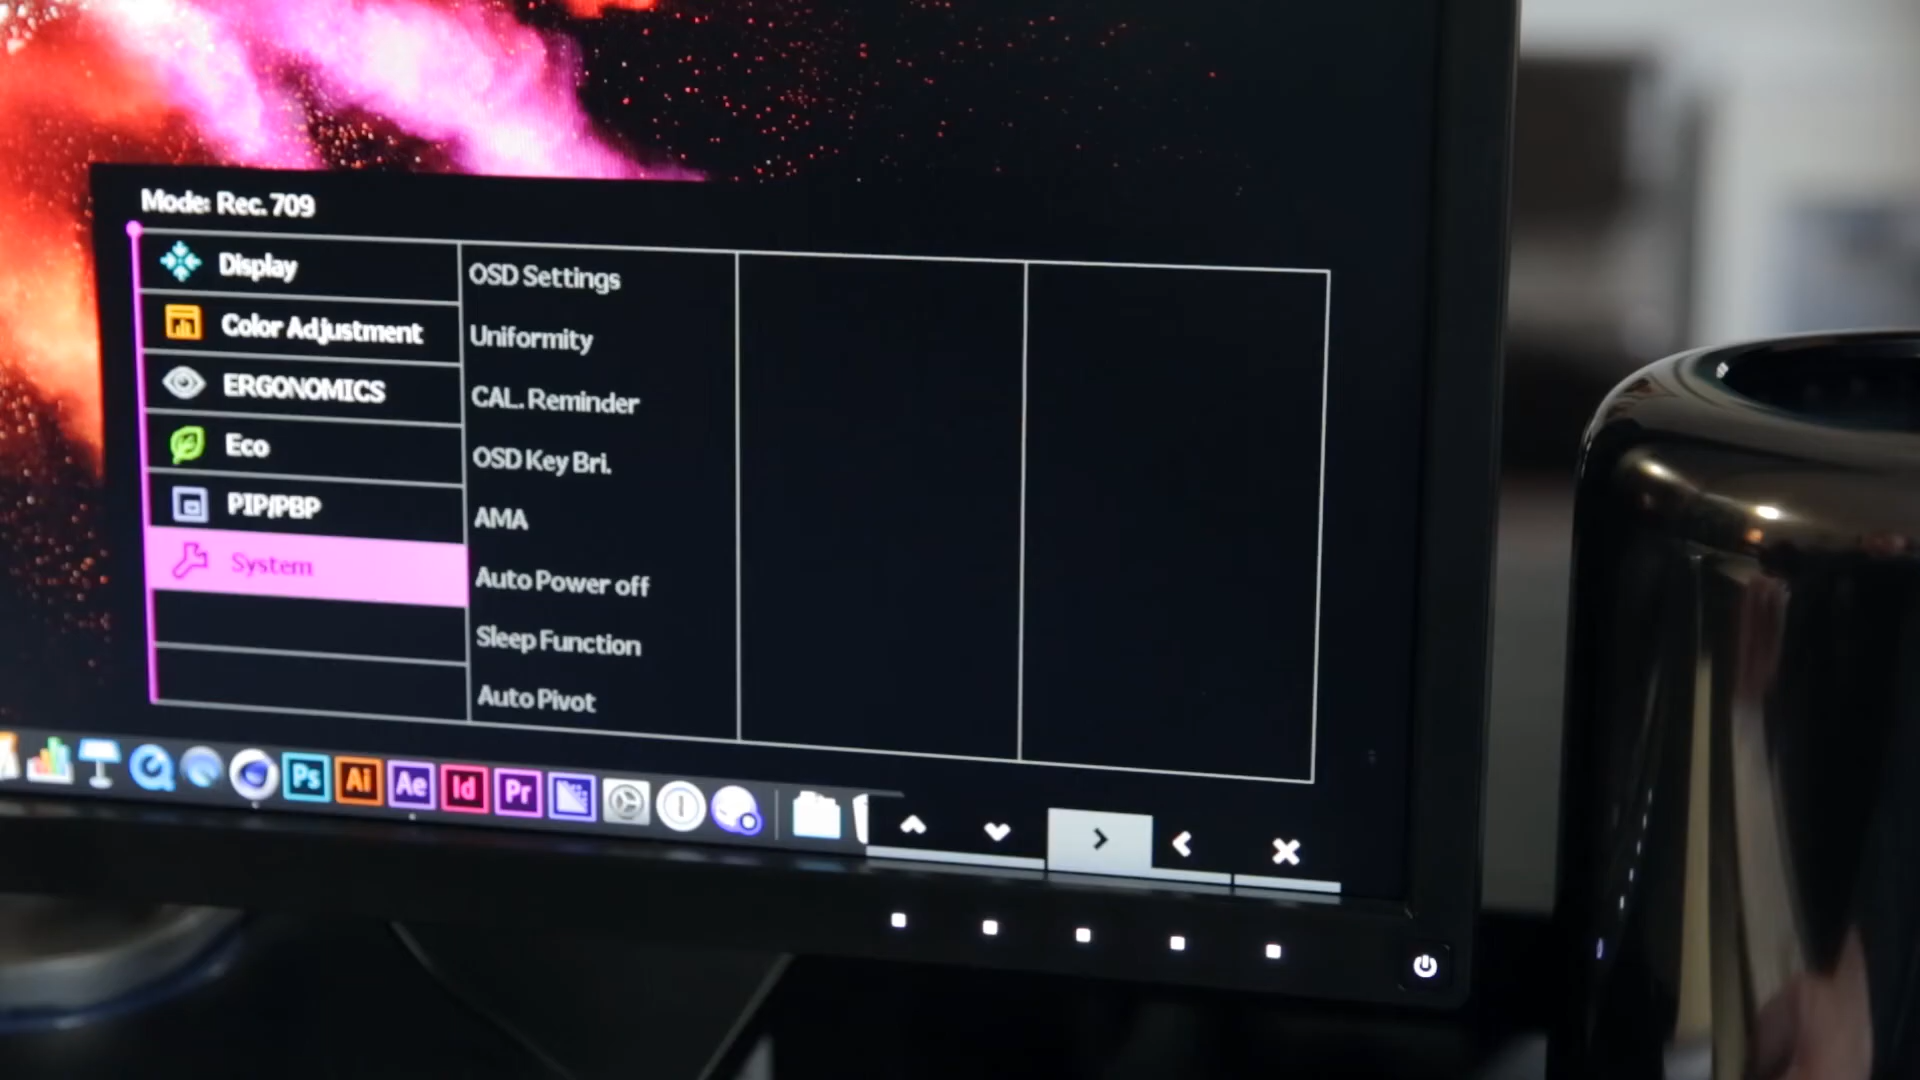 Mode: Rec. 709
Display
Color Adjustment
ERGONOMICS
Eco
PIP/PBP
System
OSD Settings
Uniformity
CAL. Reminder
OSD Key Bri.
AMA
Auto Power off
Sleep Function
Auto Pivot
Ps
Ai
Ae
Id
Pr